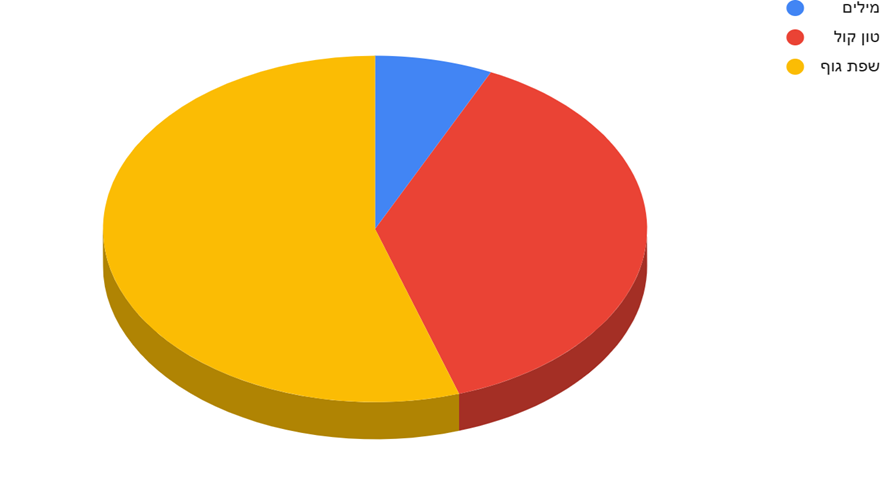 מילים
טון קול
שפת גוף